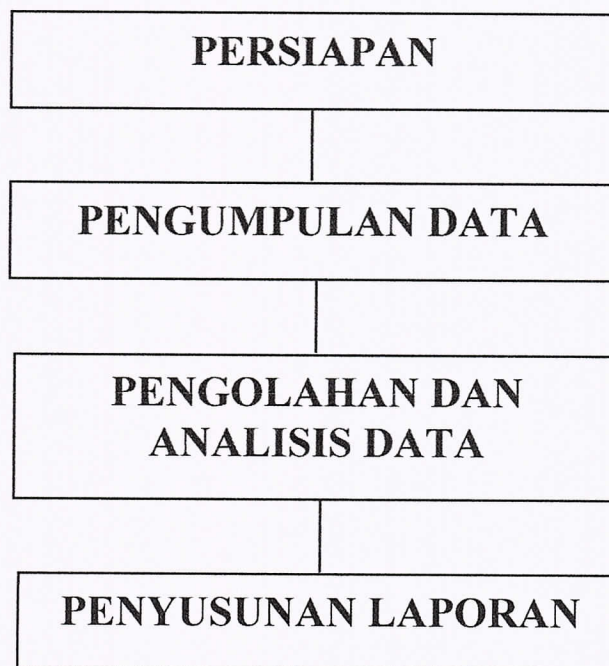 PERSIAPAN
PENGUMPULAN DATA
PENGOLAHAN DAN
ANALISIS DATA
PENYUSUNAN LAPORAN